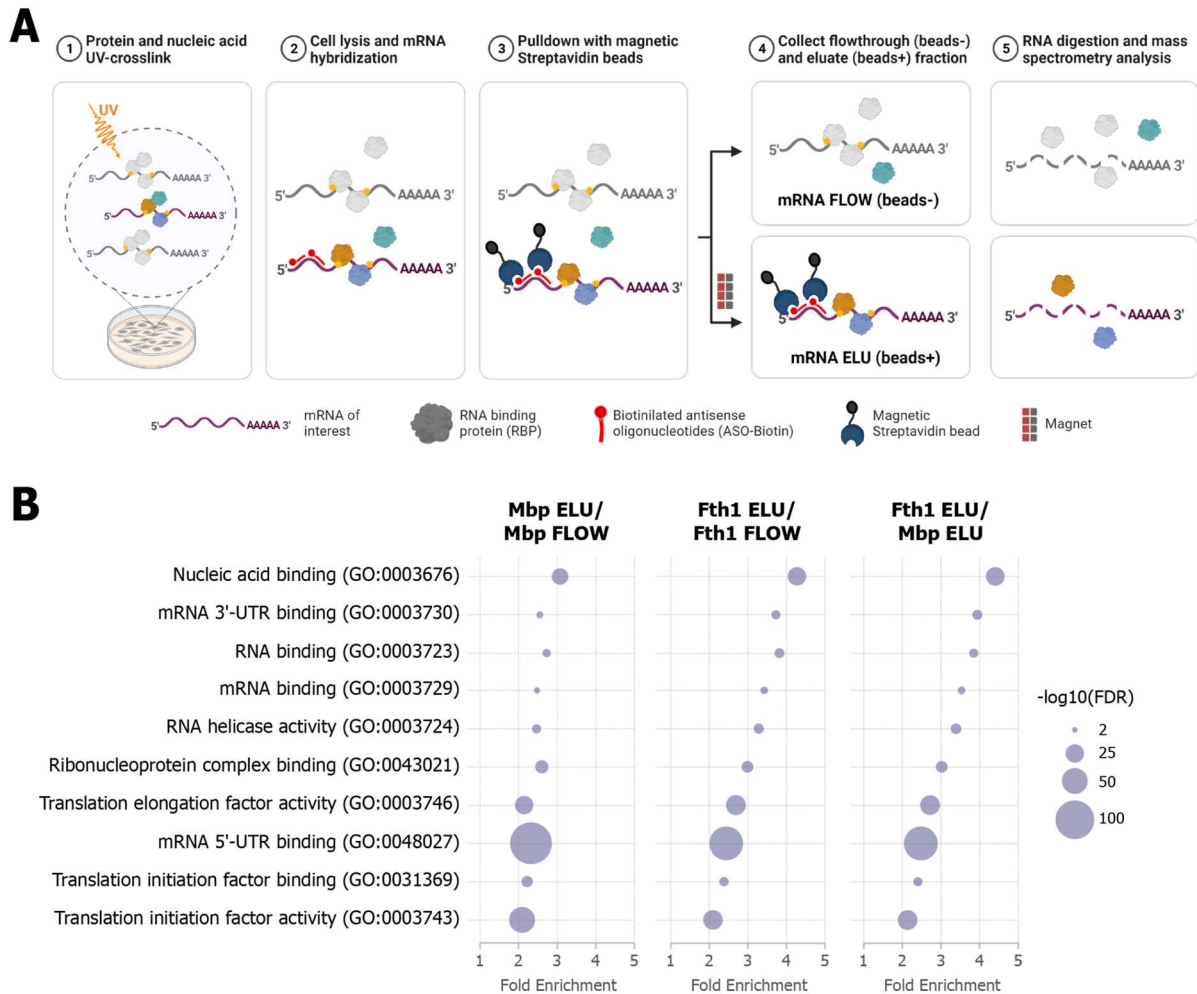 A
1 Protein and nucleic acid
UV-crosslink
2 Cell lysis and mRNA
hybridization
3 Pulldown with magnetic
Streptavidin beads
4 Collect flowthrough (beads-)
and eluate (beads+) fraction
5 RNA digestion and mass
spectrometry analysis
UV
5' AAAAA 3'
5' AAAAA 3'
5' AAAAA 3'
5' AAAAA 3'
5' AAAAA 3'
5' AAAAA 3'
5' AAAAA 3'
5' AAAAA 3'
mRNA FLOW (beads-)
5' AAAAA 3'
mRNA ELU (beads+)
5' AAAAA 3'
5' AAAAA 3'
5' AAAAA 3'
mRNA of
interest
RNA binding
protein (RBP)
Biotinilated antisense
oligonucleotides (ASO-Biotin)
Magnetic
Streptavidin bead
Magnet
B
Mbp ELU/
Mbp FLOW
Fth1 ELU/
Fth1 FLOW
Fth1 ELU/
Mbp ELU
Nucleic acid binding (GO:0003676)
mRNA 3'-UTR binding (GO:0003730)
RNA binding (GO:0003723)
mRNA binding (GO:0003729)
RNA helicase activity (GO:0003724)
Ribonucleoprotein complex binding (GO:0043021)
Translation elongation factor activity (GO:0003746)
mRNA 5'-UTR binding (GO:0048027)
Translation initiation factor binding (GO:0031369)
Translation initiation factor activity (GO:0003743)
1 2 3 4 5
Fold Enrichment
1 2 3 4 5
Fold Enrichment
1 2 3 4 5
Fold Enrichment
-log10(FDR)
2
25
50
100